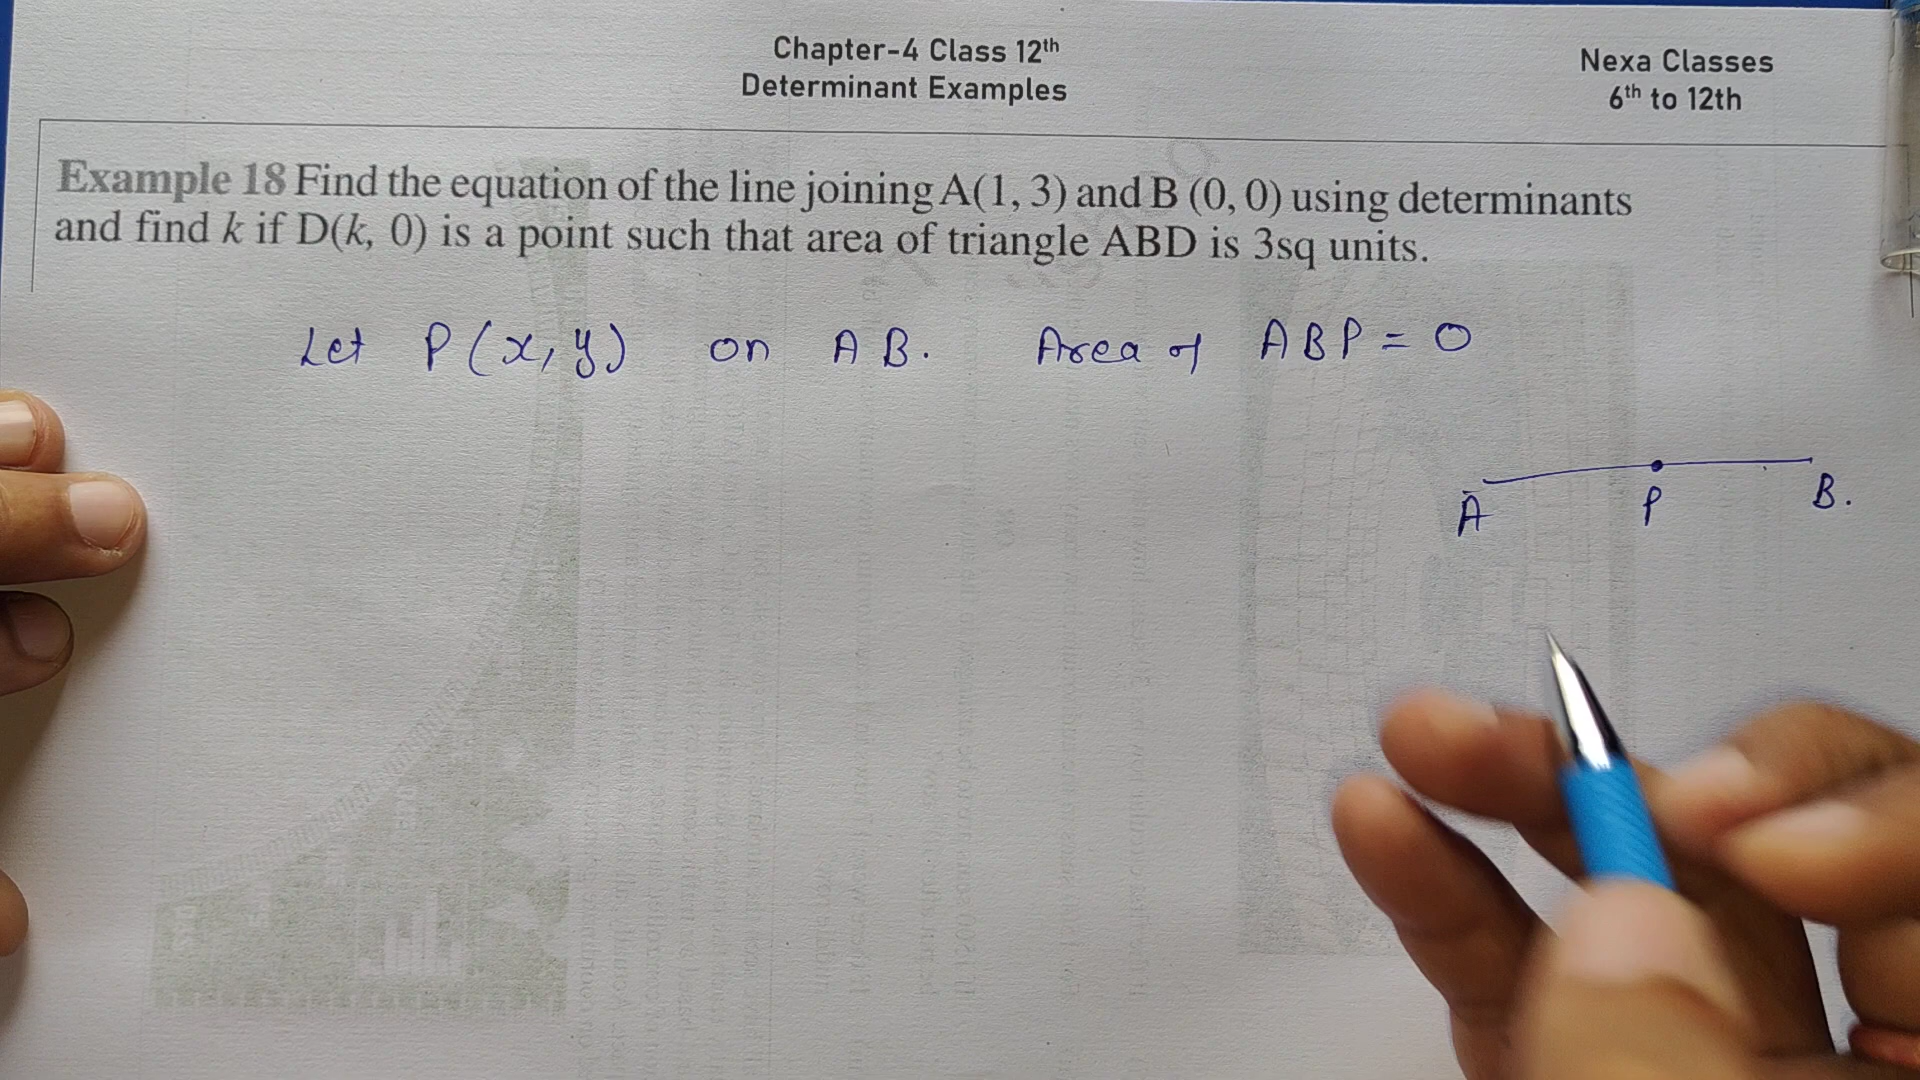 Chapter-4 Class 12th
Determinant Examples
Nexa Classes
6th to 12th
Example 18 Find the equation of the line joining A(1, 3) and B (0, 0) using determinants
and find k if D(k, 0) is a point such that area of triangle ABD is 3sq units.
Let P(x, y) on AB. Area of ABP = 0
A P B.